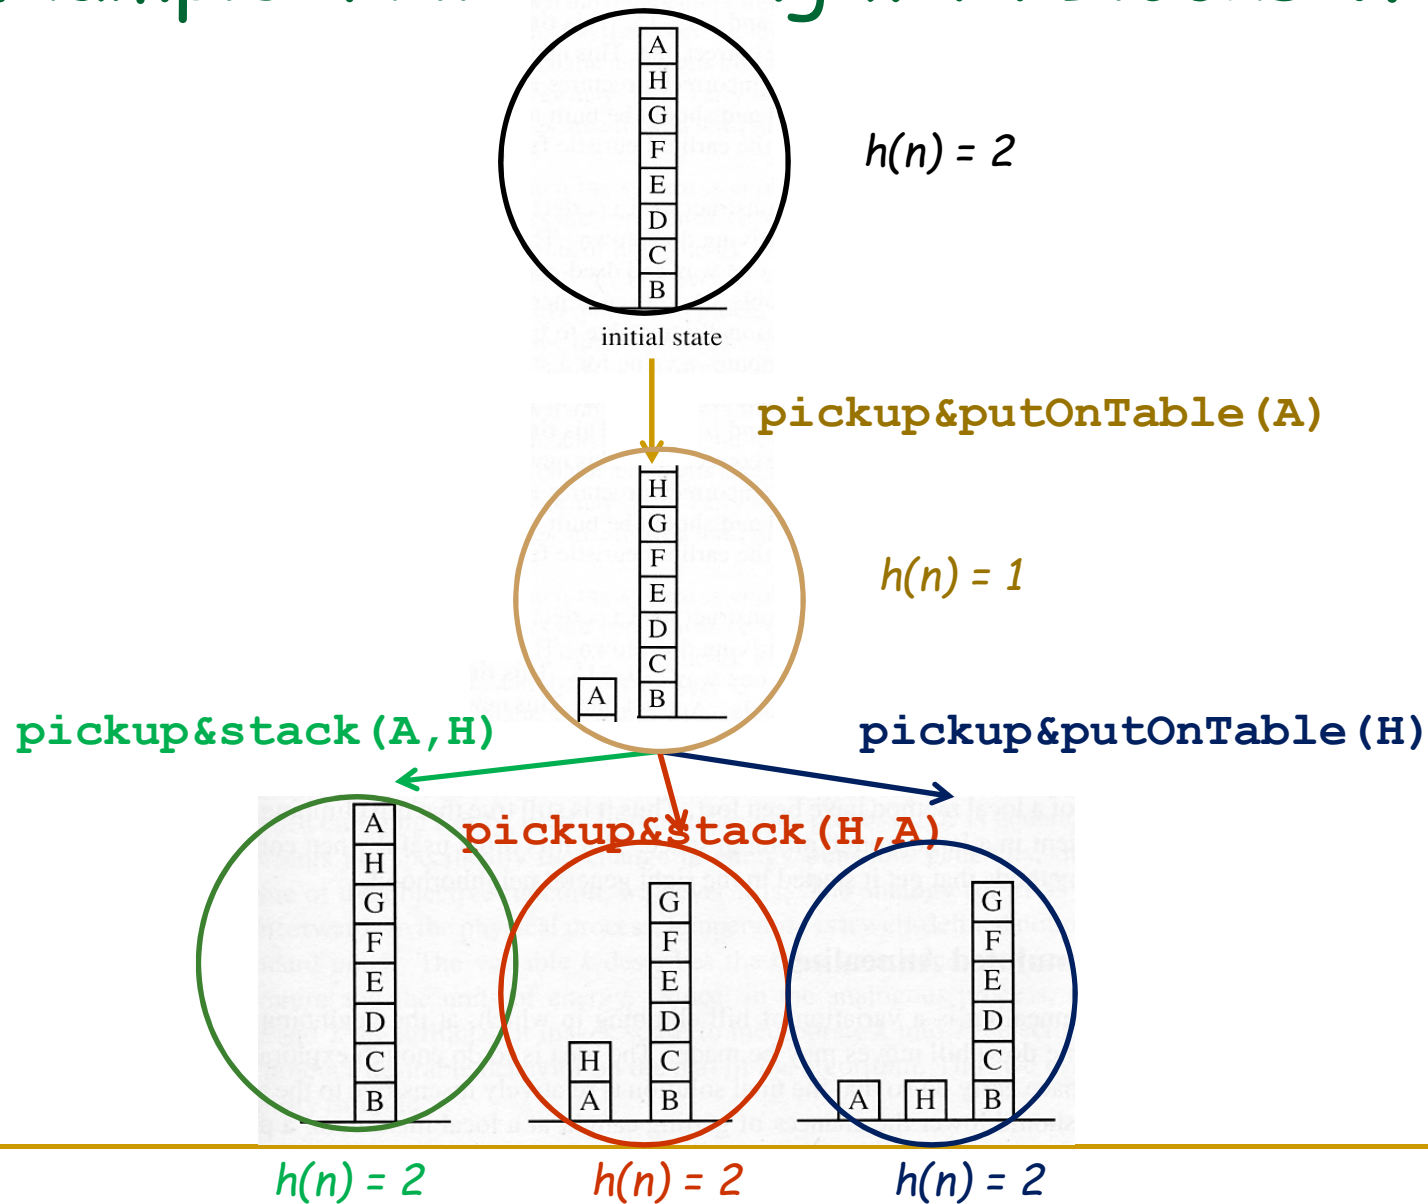 A
H
G
F
E
D
C
B
h(n) = 2
initial state
pickup&putOnTable(A)
H
G
F
E
D
C
A B
h(n) = 1
pickup&stack(A,H)
pickup&putOnTable(H)
pickup&stack(H,A)
A
H
G
F
E
D
C
B
G
F
E
D
H C
A B
G
F
E
D
C
A H B
h(n) = 2
h(n) = 2
h(n) = 2